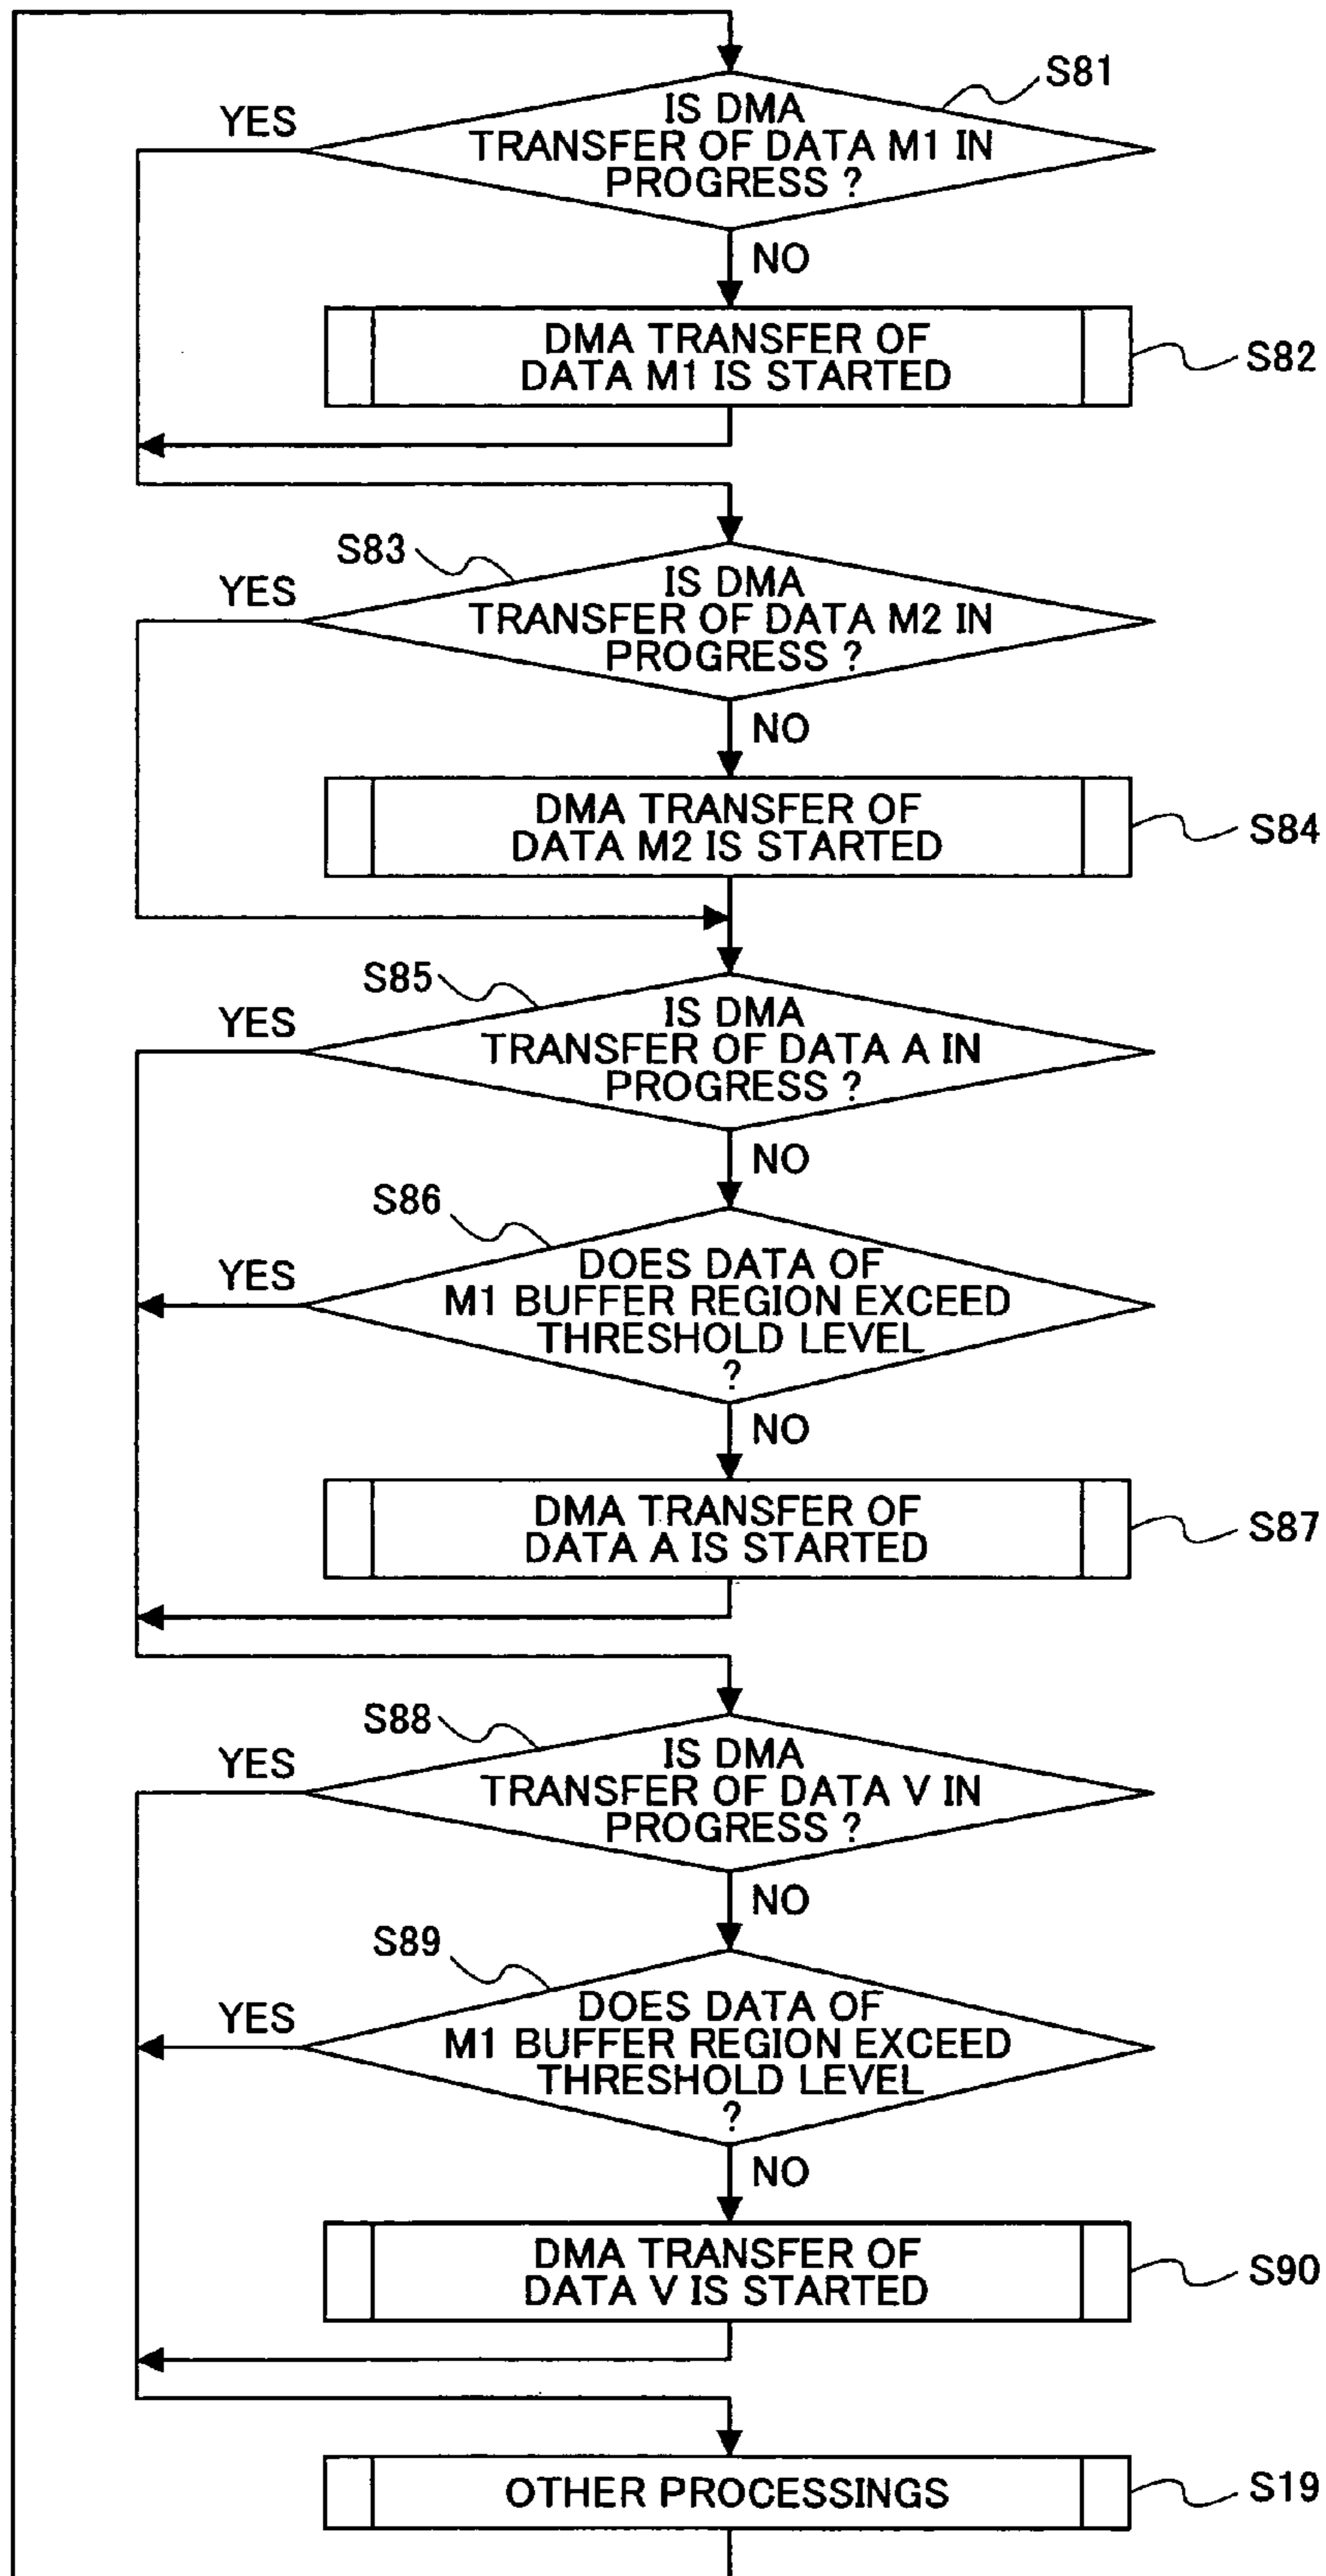 S81
YES
IS DMA
TRANSFER OF DATA M1 IN
PROGRESS ?
NO
DMA TRANSFER OF
DATA M1 IS STARTED
S82
S83
YES
IS DMA
TRANSFER OF DATA M2 IN
PROGRESS ?
NO
DMA TRANSFER OF
DATA M2 IS STARTED
S84
S85
YES
IS DMA
TRANSFER OF DATA A IN
PROGRESS ?
NO
S86
YES
DOES DATA OF
M1 BUFFER REGION EXCEED
THRESHOLD LEVEL
?
NO
DMA TRANSFER OF
DATA A IS STARTED
S87
S88
YES
IS DMA
TRANSFER OF DATA V IN
PROGRESS ?
NO
S89
YES
DOES DATA OF
M1 BUFFER REGION EXCEED
THRESHOLD LEVEL
?
NO
DMA TRANSFER OF
DATA V IS STARTED
S90
OTHER PROCESSINGS
S19